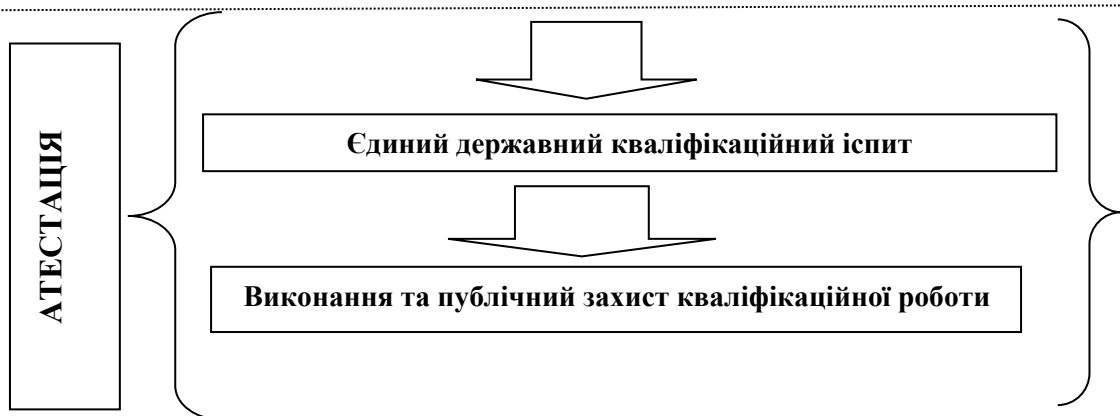 АТЕСТАЦІЯ
Єдиний державний кваліфікаційний іспит
Виконання та публічний захист кваліфікаційної роботи